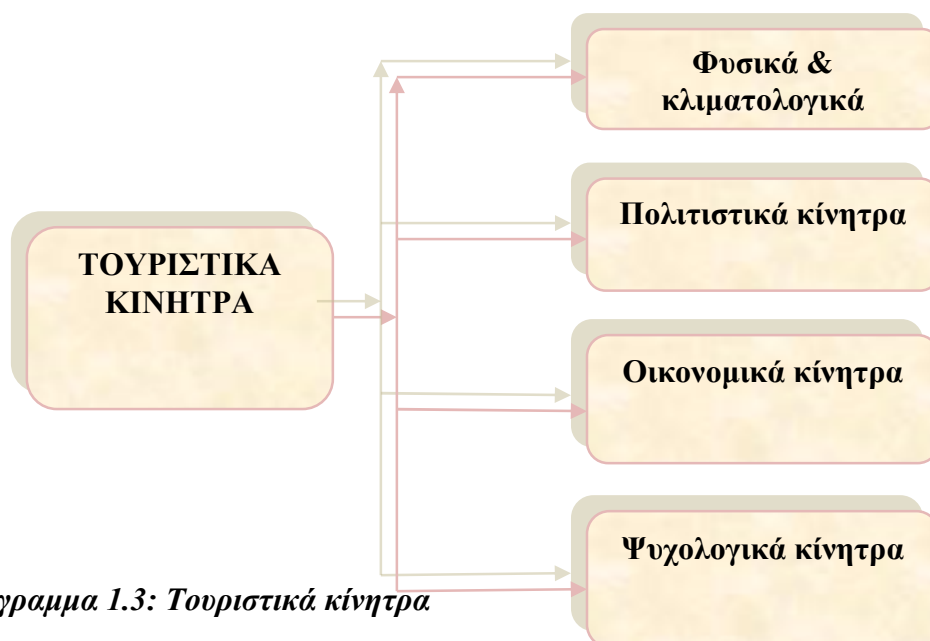 Φυσικά &
κλιματολογικά
Πολιτιστικά κίνητρα
ΤΟΥΡΙΣΤΙΚΑ
ΚΙΝΗΤΡΑ
Οικονομικά κίνητρα
Ψυχολογικά κίνητρα
γραμμα 1.3: Τουριστικά κίνητρα